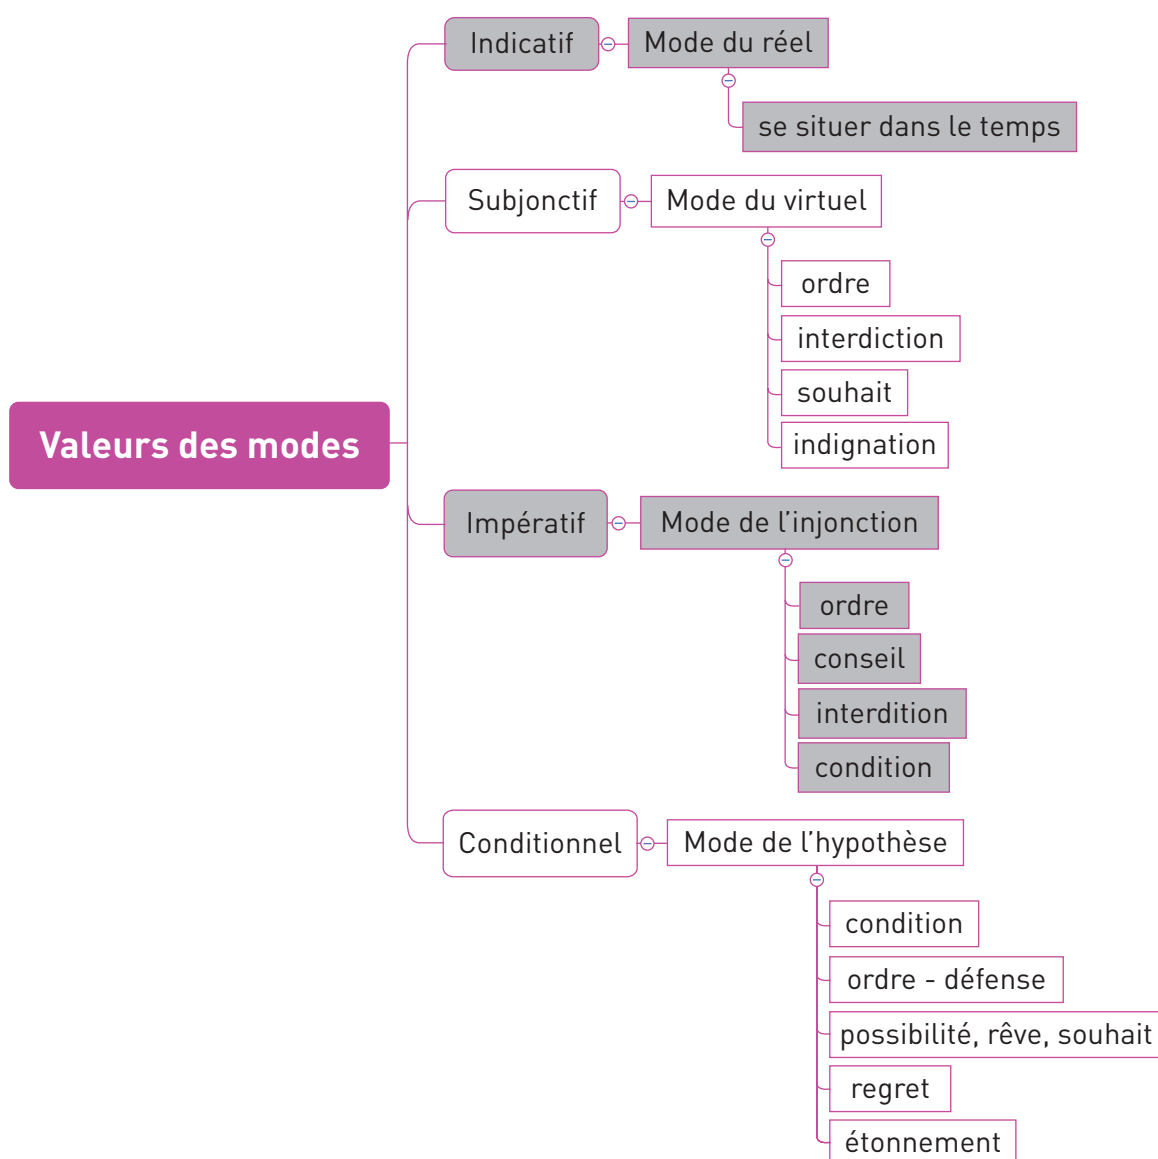 Valeurs des modes
Indicatif
Mode du réel
se situer dans le temps
Subjonctif
Mode du virtuel
ordre
interdiction
souhait
indignation
Impératif
Mode de l’injonction
ordre
conseil
interdition
condition
Conditionnel
Mode de l’hypothèse
condition
ordre - défense
possibilité, rêve, souhait
regret
étonnement